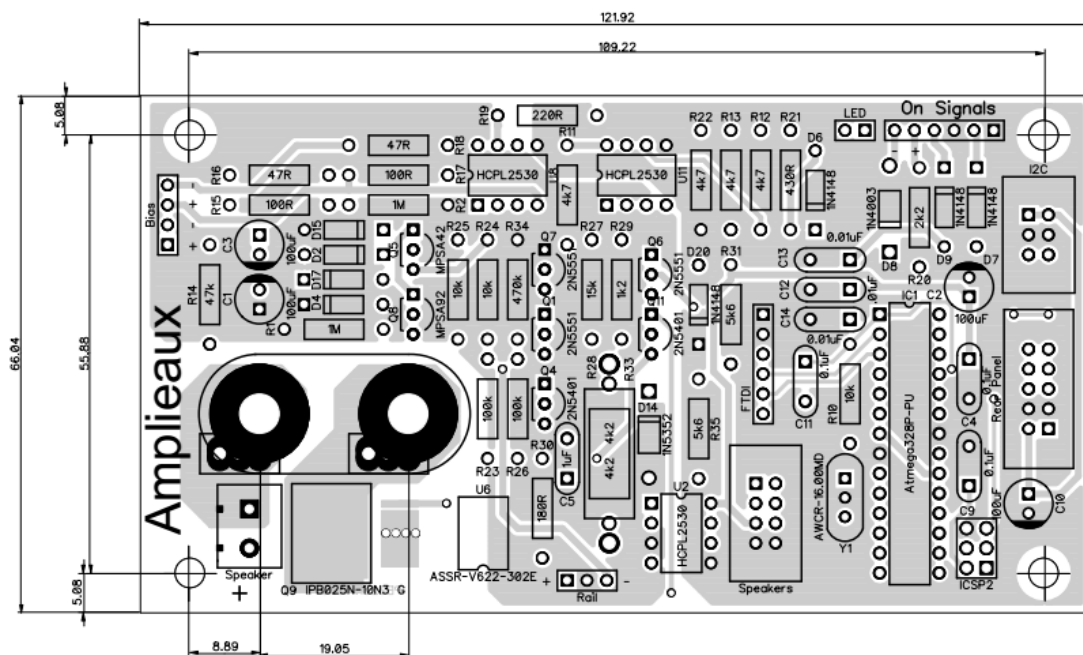 121.92
109.22
5.08
66.04
55.88
5.08
8.89
19.05
Amplieaux
Bias
+
-
-
-
+
R16
47R
R15
100R
47R
R18
100R
R17
1M
R2
R19
220R
R11
HCPL2530
U8
4k7
HCPL2530
U11
R22
R13
R12
R21
4k7
4k7
4k7
430R
D6
1N4148
LED
On Signals
-
+
1N4003
2k2
1N4148
1N4148
D8
R20
D9
D7
I2C
C3
100uF
C1
100uF
R14
47k
D15
D2
D17
D4
R1
1M
Q5
MPSA42
Q8
MPSA92
R25
R24
R34
10k
10k
470k
Q7
2N5551
Q1
2N5551
Q4
2N5401
R27
R29
15k
1k2
Q6
2N5551
Q11
2N5401
D20
1N4148
R31
5k6
0.01uF
C13
C12
.01uF
C14
0.01uF
IC1
C2
100uF
FTDI
0.1uF
C11
R10
10k
Atmega328P-PU
0.1uF
C4
Rear Panel
0.1uF
C9
100uF
C10
100k
100k
R23
R26
R30
180R
1uF
C5
R28
R33
4k2
4k2
D14
1N5352
5k6
R35
U2
HCPL2530
Speakers
AWCR-16.00MD
Y1
ICSP2
Speaker
+
Q9
IPB025N-10N3 G
U6
ASSR-V622-302E
+
-
Rail